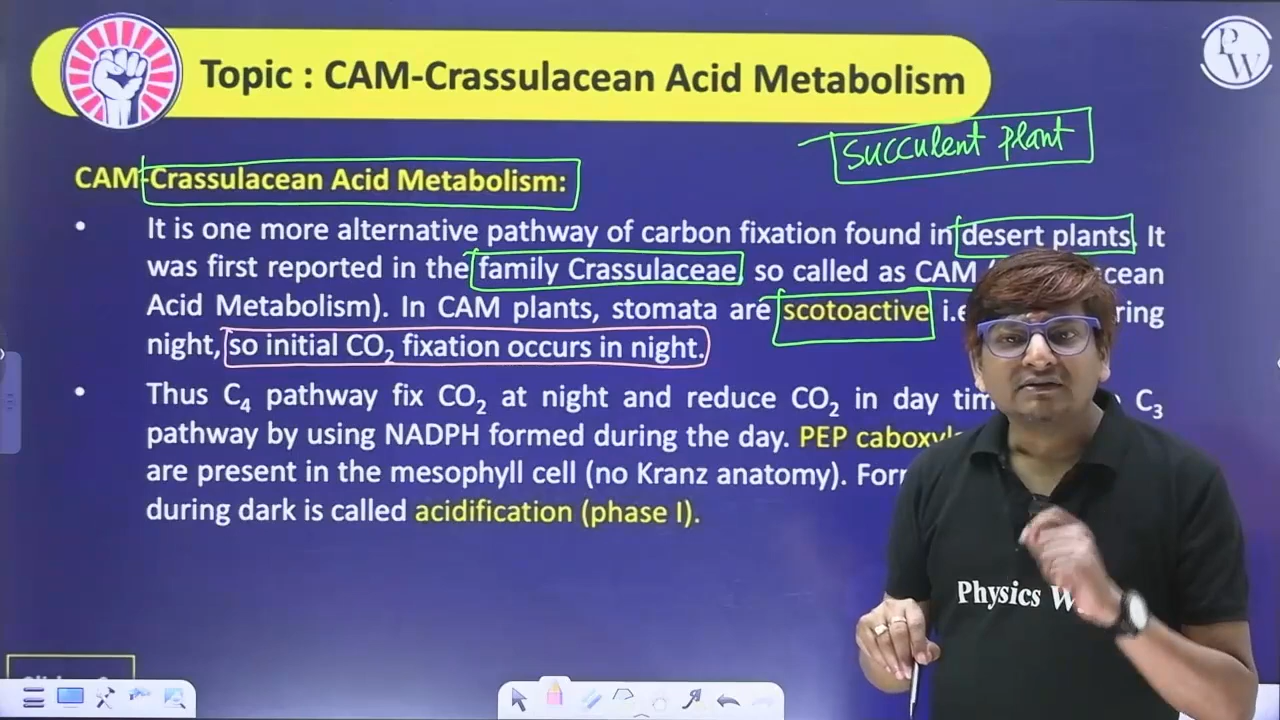 Topic : CAM-Crassulacean Acid Metabolism
PW
succulent plant
CAM-Crassulacean Acid Metabolism:
• It is one more alternative pathway of carbon fixation found in desert plants. It
was first reported in the family Crassulaceae, so called as CAM
Acid Metabolism). In CAM plants, stomata are scotoactive
night, so initial CO₂ fixation occurs in night.
• Thus C₄ pathway fix CO₂ at night and reduce CO₂ in day C₃
pathway by using NADPH formed during the day. PEP
are present in the mesophyll cell (no Kranz anatomy).
during dark is called acidification (phase I).
Physics